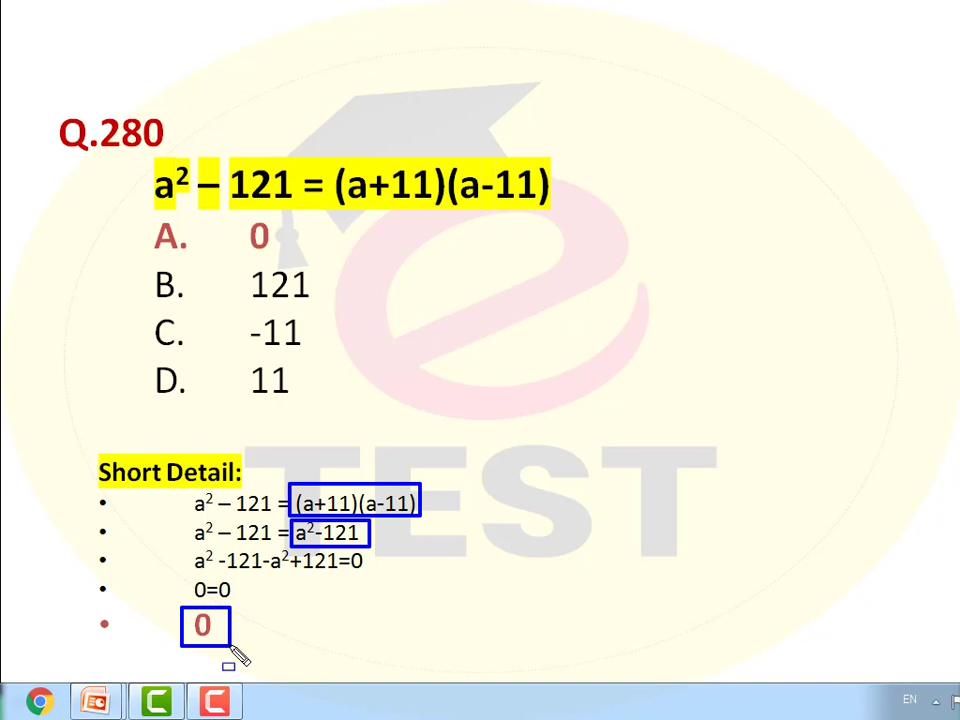 Q.280
a² – 121 = (a+11)(a-11)
A. 0
B. 121
C. -11
D. 11
TEST
Short Detail:
• a² – 121 = (a+11)(a-11)
• a² – 121 = a²-121
• a² -121-a²+121=0
• 0=0
• 0
EN